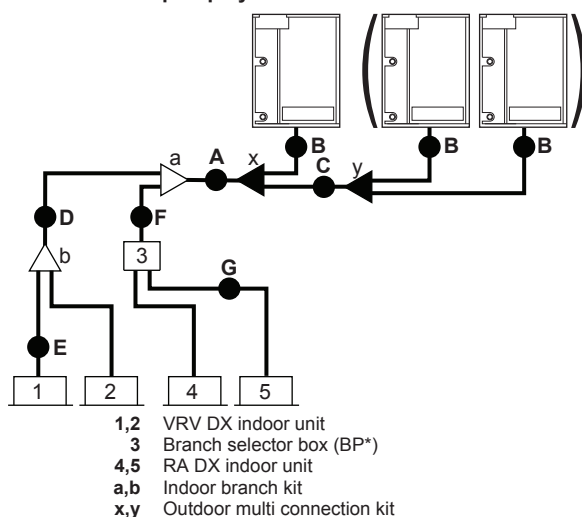 B
B
B
a
A
x
C
y
D
F
b
3
G
E
1
2
4
5
1,2 VRV DX indoor unit
3 Branch selector box (BP*)
4,5 RA DX indoor unit
a,b Indoor branch kit
x,y Outdoor multi connection kit